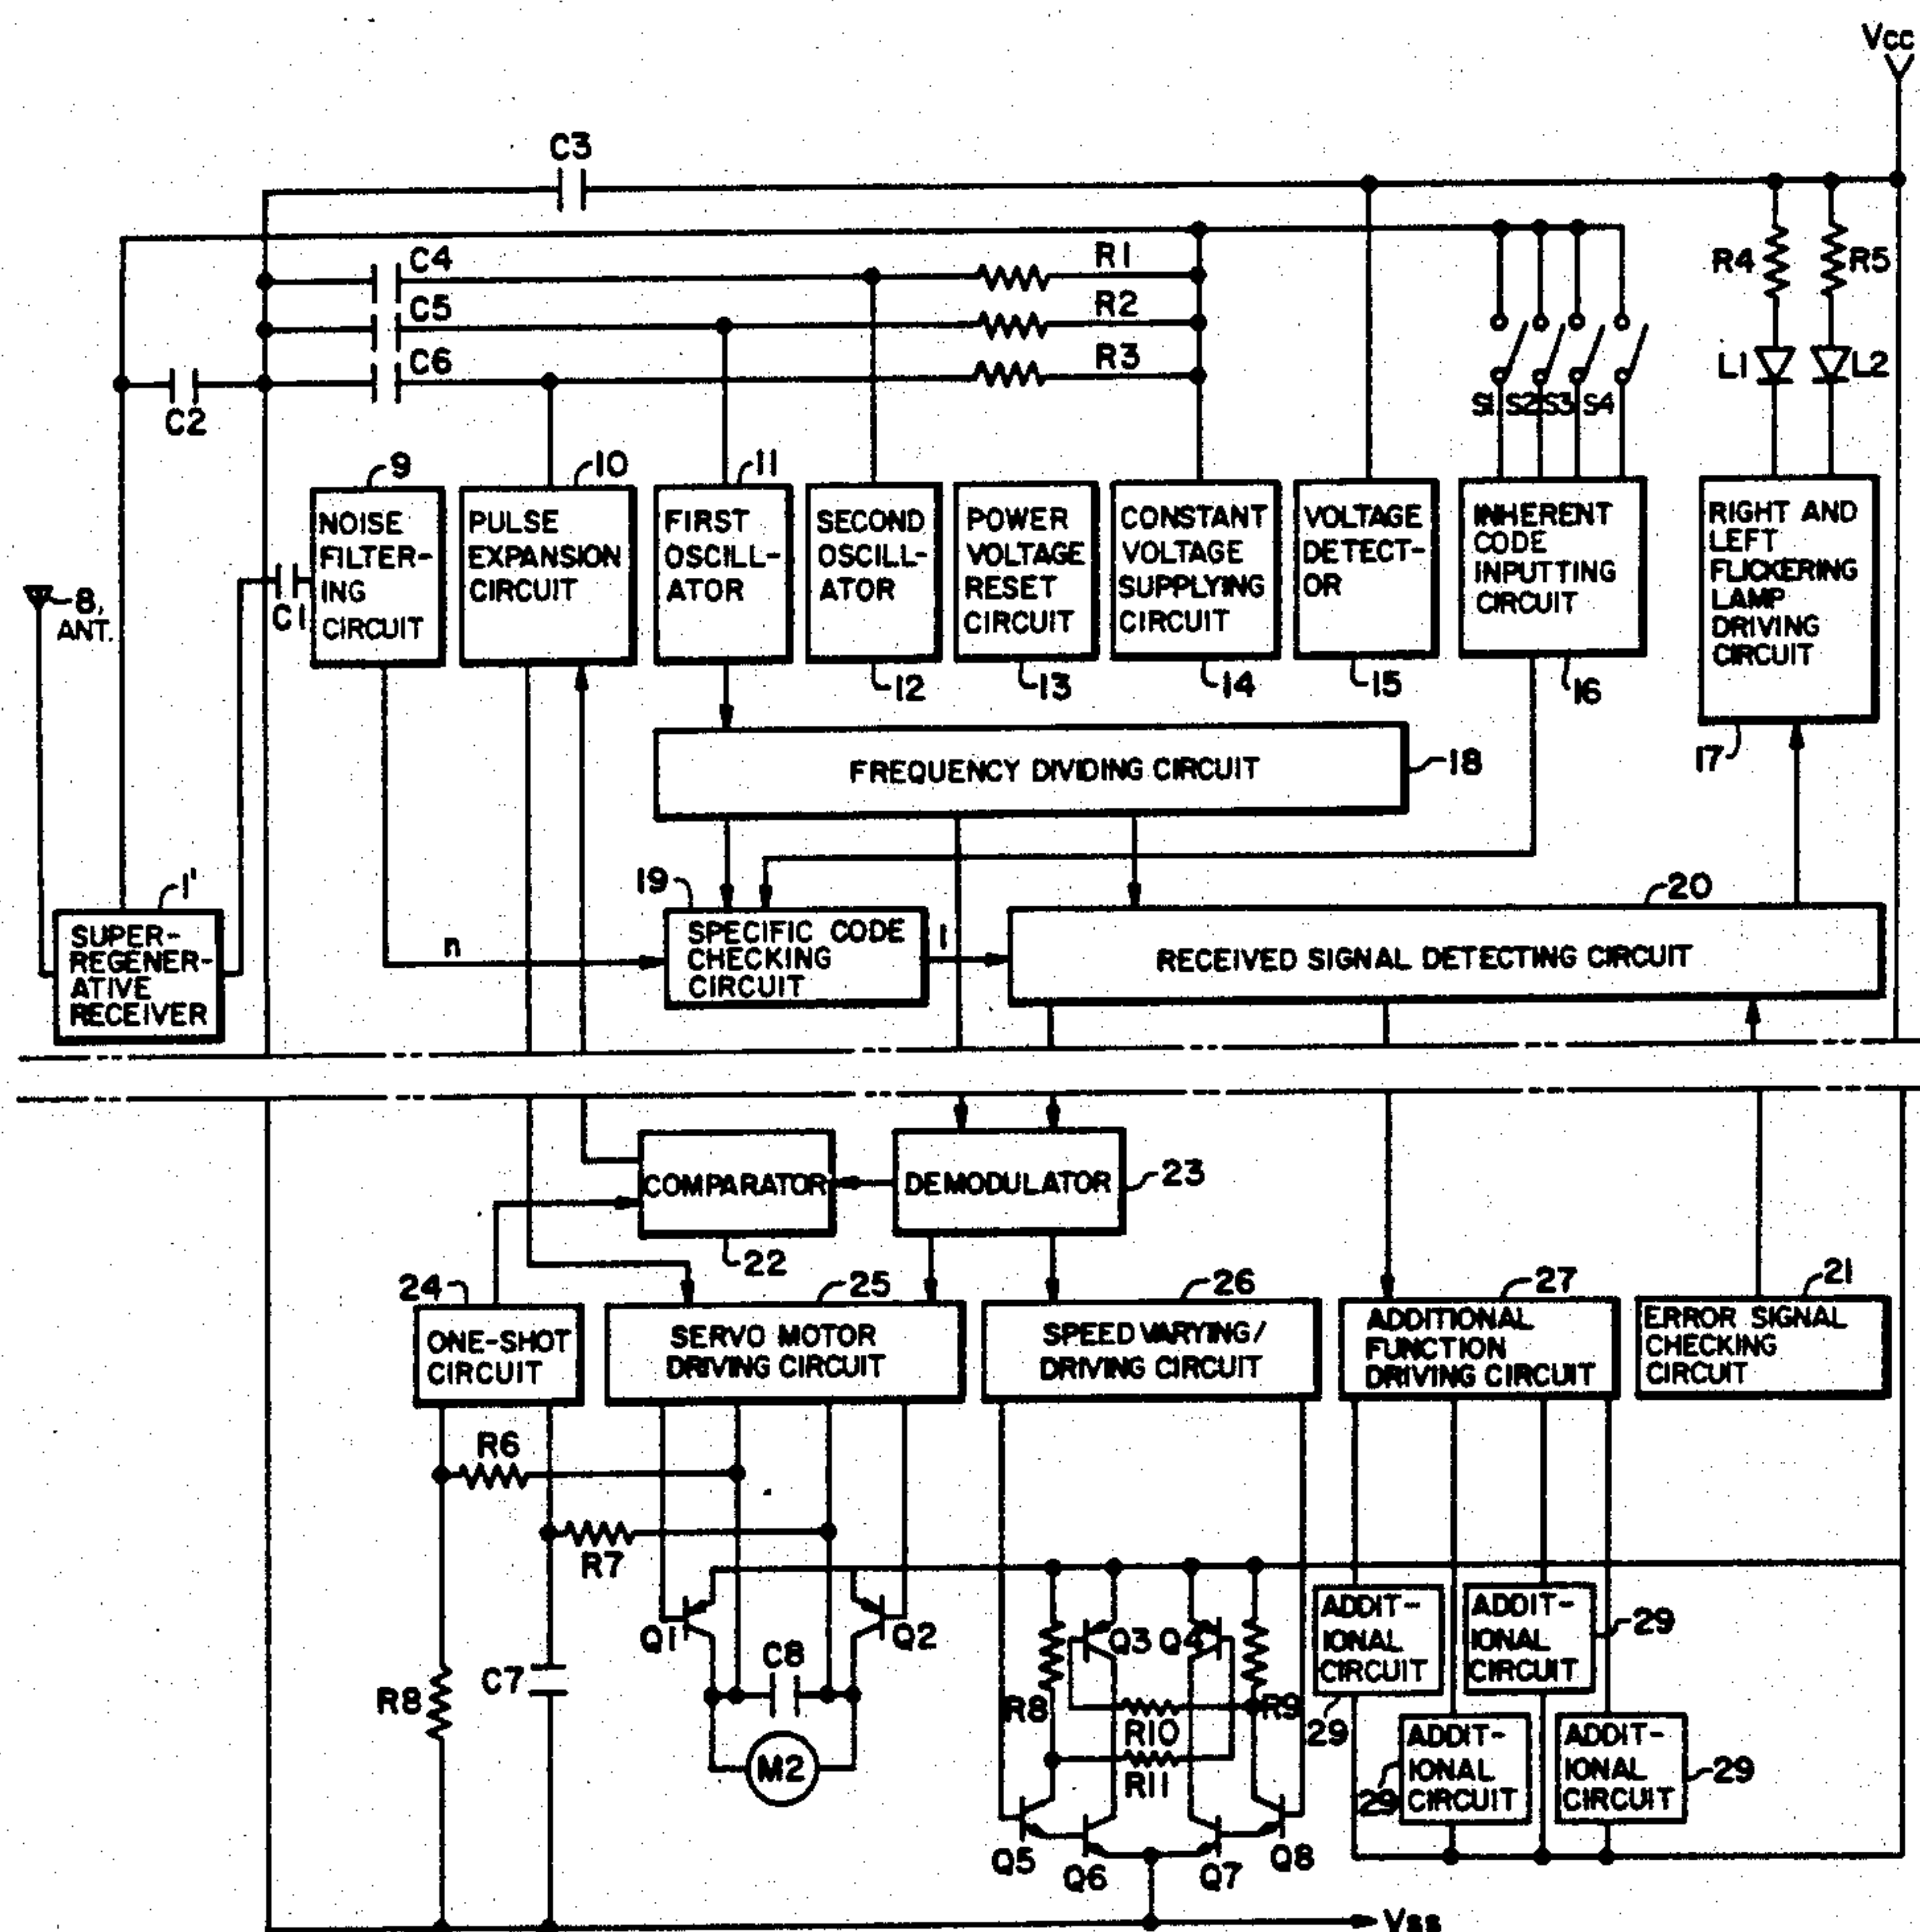 Vcc
C3
C4
R1
R4
R5
C5
R2
C6
R3
L1
L2
C2
S1 S2 S3 S4
9
10
11
NOISE
FILTER-
ING
CIRCUIT
PULSE
EXPANSION
CIRCUIT
FIRST
OSCILL-
ATOR
SECOND
OSCILL-
ATOR
POWER
VOLTAGE
RESET
CIRCUIT
CONSTANT
VOLTAGE
SUPPLYING
CIRCUIT
VOLTAGE
DETECT-
OR
INHERENT
CODE
INPUTTING
CIRCUIT
RIGHT AND
LEFT
FLICKERING
LAMP
DRIVING
CIRCUIT
8,
ANT.
C1
12
13
14
15
16
17
FREQUENCY DIVIDING CIRCUIT
18
1'
19
20
SUPER-
REGENER-
ATIVE
RECEIVER
n
SPECIFIC CODE
CHECKING
CIRCUIT
l
RECEIVED SIGNAL DETECTING CIRCUIT
COMPARATOR
DEMODULATOR
23
22
24
25
26
27
21
ONE-SHOT
CIRCUIT
SERVO MOTOR
DRIVING CIRCUIT
SPEED VARYING/
DRIVING CIRCUIT
ADDITIONAL
FUNCTION
DRIVING CIRCUIT
ERROR SIGNAL
CHECKING
CIRCUIT
R6
R7
Q1
C8
Q2
Q3 Q4
ADDIT-
IONAL
CIRCUIT
ADDIT-
IONAL
CIRCUIT
29
R8
C7
R8
R9
R10
29
M2
R11
29
ADDIT-
IONAL
CIRCUIT
ADDIT-
IONAL
CIRCUIT
29
Q5
Q6
Q7
Q8
Vss